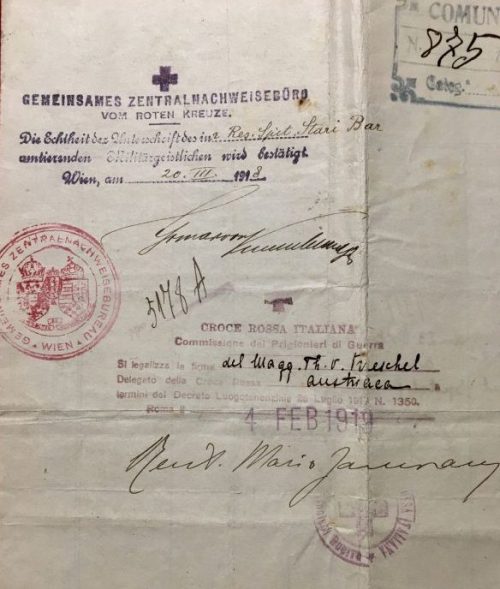 COMUN
N. 875
Categ.ª
GEMEINSAMES ZENTRALNACHWEISEBÜRO
VOM ROTEN KREUZE.
Die Echtheit der Unterschrift des in Res. Spit. Stari Bar
amtierenden Militärgeistlichen wird bestätigt.
Wien, am 20. III. 1918
GEMEINSAMES ZENTRALNACHWEISEBUREAU
WIEN
5178 A
CROCE ROSSA ITALIANA
Commissione dei Prigionieri di Guerra
Si legalizza la firma del Magg. Th. v.
Delegato della Croce Rossa austriaca a
termini del Decreto Luogotenenziale 26 Luglio 1917 N. 1350.
Roma li 4 FEB 1919
Mario
ITALIANA